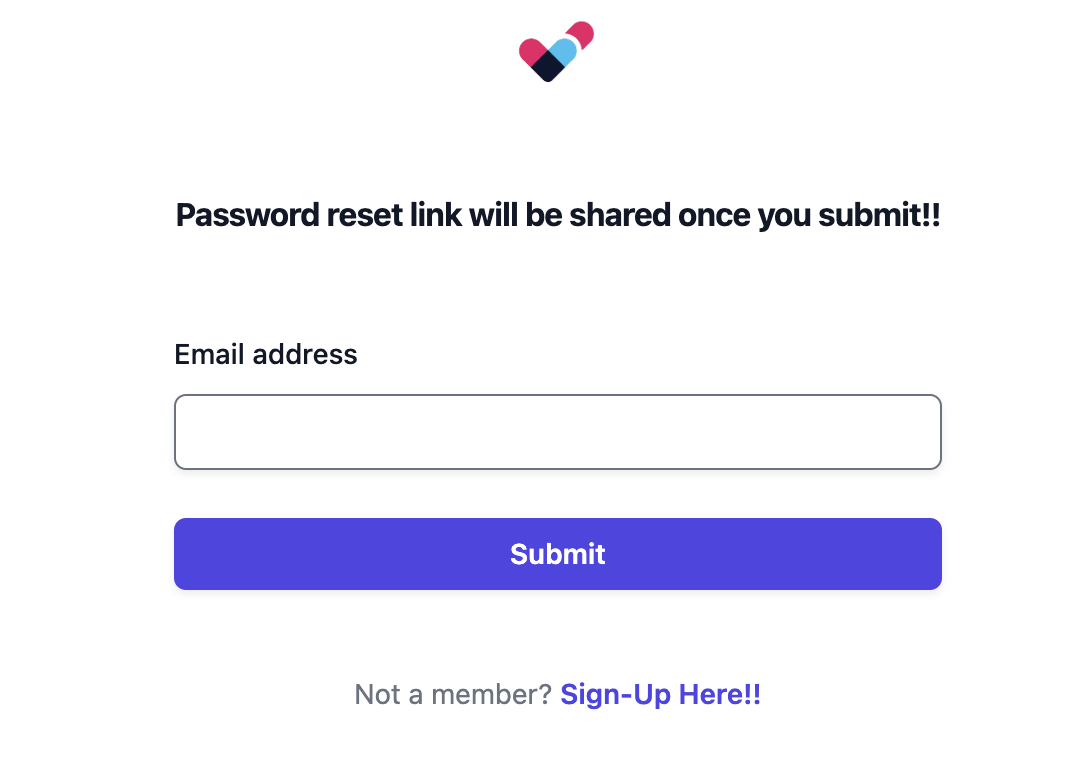 Password reset link will be shared once you submit!!
Email address
Submit
Not a member? Sign-Up Here!!